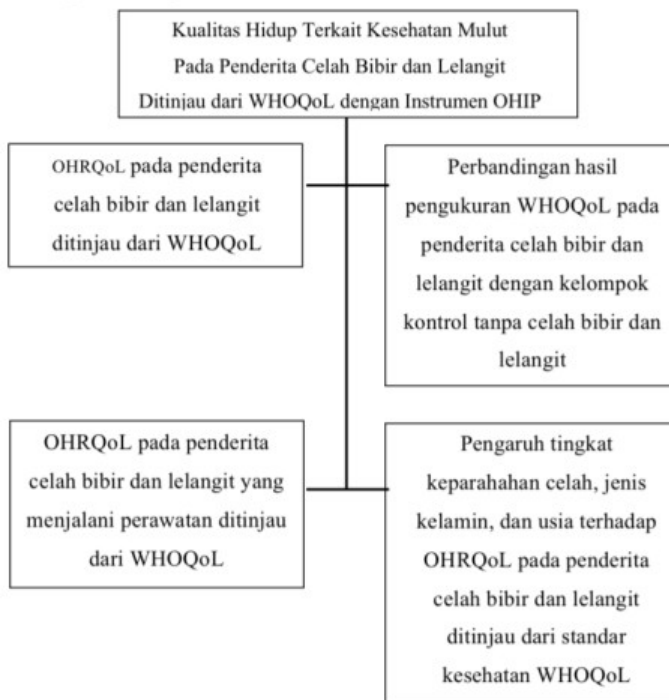 Kualitas Hidup Terkait Kesehatan Mulut
Pada Penderita Celah Bibir dan Lelangit
Ditinjau dari WHOQoL dengan Instrumen OHIP
OHRQoL pada penderita
celah bibir dan lelangit
ditinjau dari WHOQoL
Perbandingan hasil
pengukuran WHOQoL pada
penderita celah bibir dan
lelangit dengan kelompok
kontrol tanpa celah bibir dan
lelangit
OHRQoL pada penderita
celah bibir dan lelangit yang
menjalani perawatan ditinjau
dari WHOQoL
Pengaruh tingkat
keparahahan celah, jenis
kelamin, dan usia terhadap
OHRQoL pada penderita
celah bibir dan lelangit
ditinjau dari standar
kesehatan WHOQoL